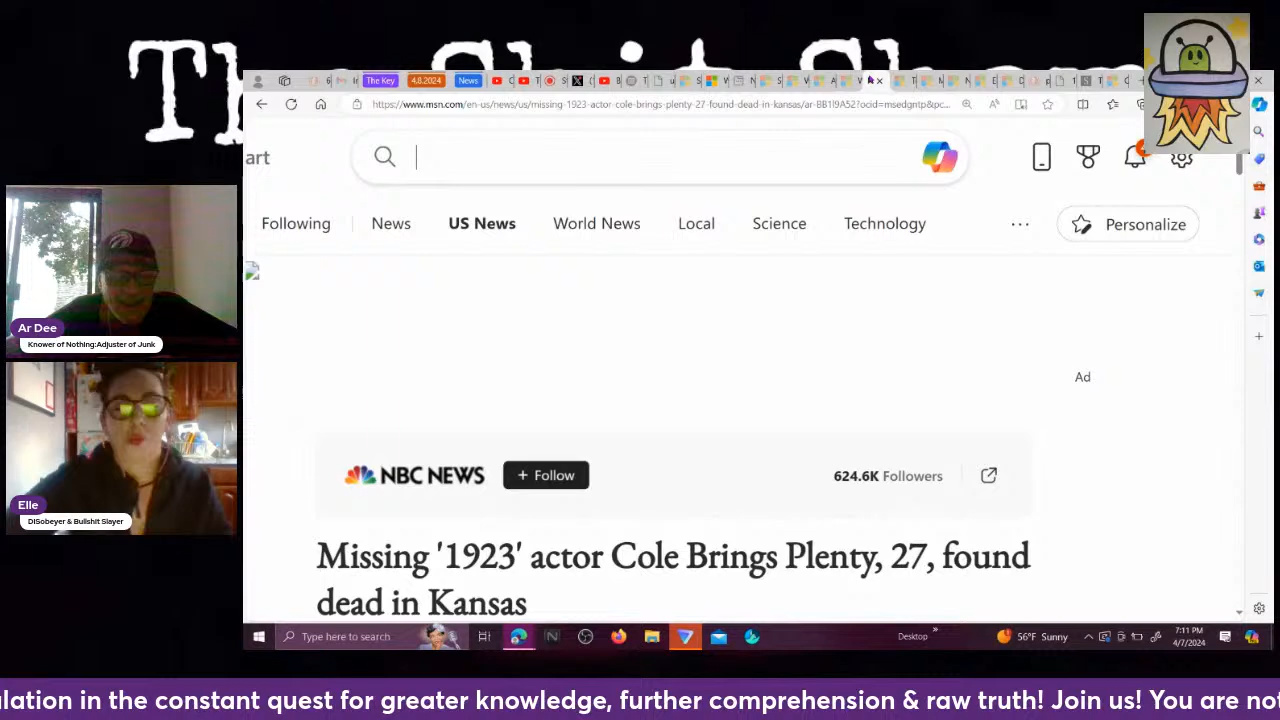 art
The Key
4.8.2024
News
https://www.msn.com/en-us/news/us/missing-1923-actor-cole-brings-plenty-27-found-dead-in-kansas/ar-BB1l9A52?ocid=msedgntp&pc...
Following
News
US News
World News
Local
Science
Technology
...
Personalize
Ad
NBC NEWS
+ Follow
624.6K Followers
Missing '1923' actor Cole Brings Plenty, 27, found
dead in Kansas
Ar Dee
Knower of Nothing:Adjuster of Junk
Elle
DISobeyer & Bullshit Slayer
Type here to search
Desktop
56°F Sunny
7:11 PM
4/7/2024
ulation in the constant quest for greater knowledge, further comprehension & raw truth! Join us! You are not